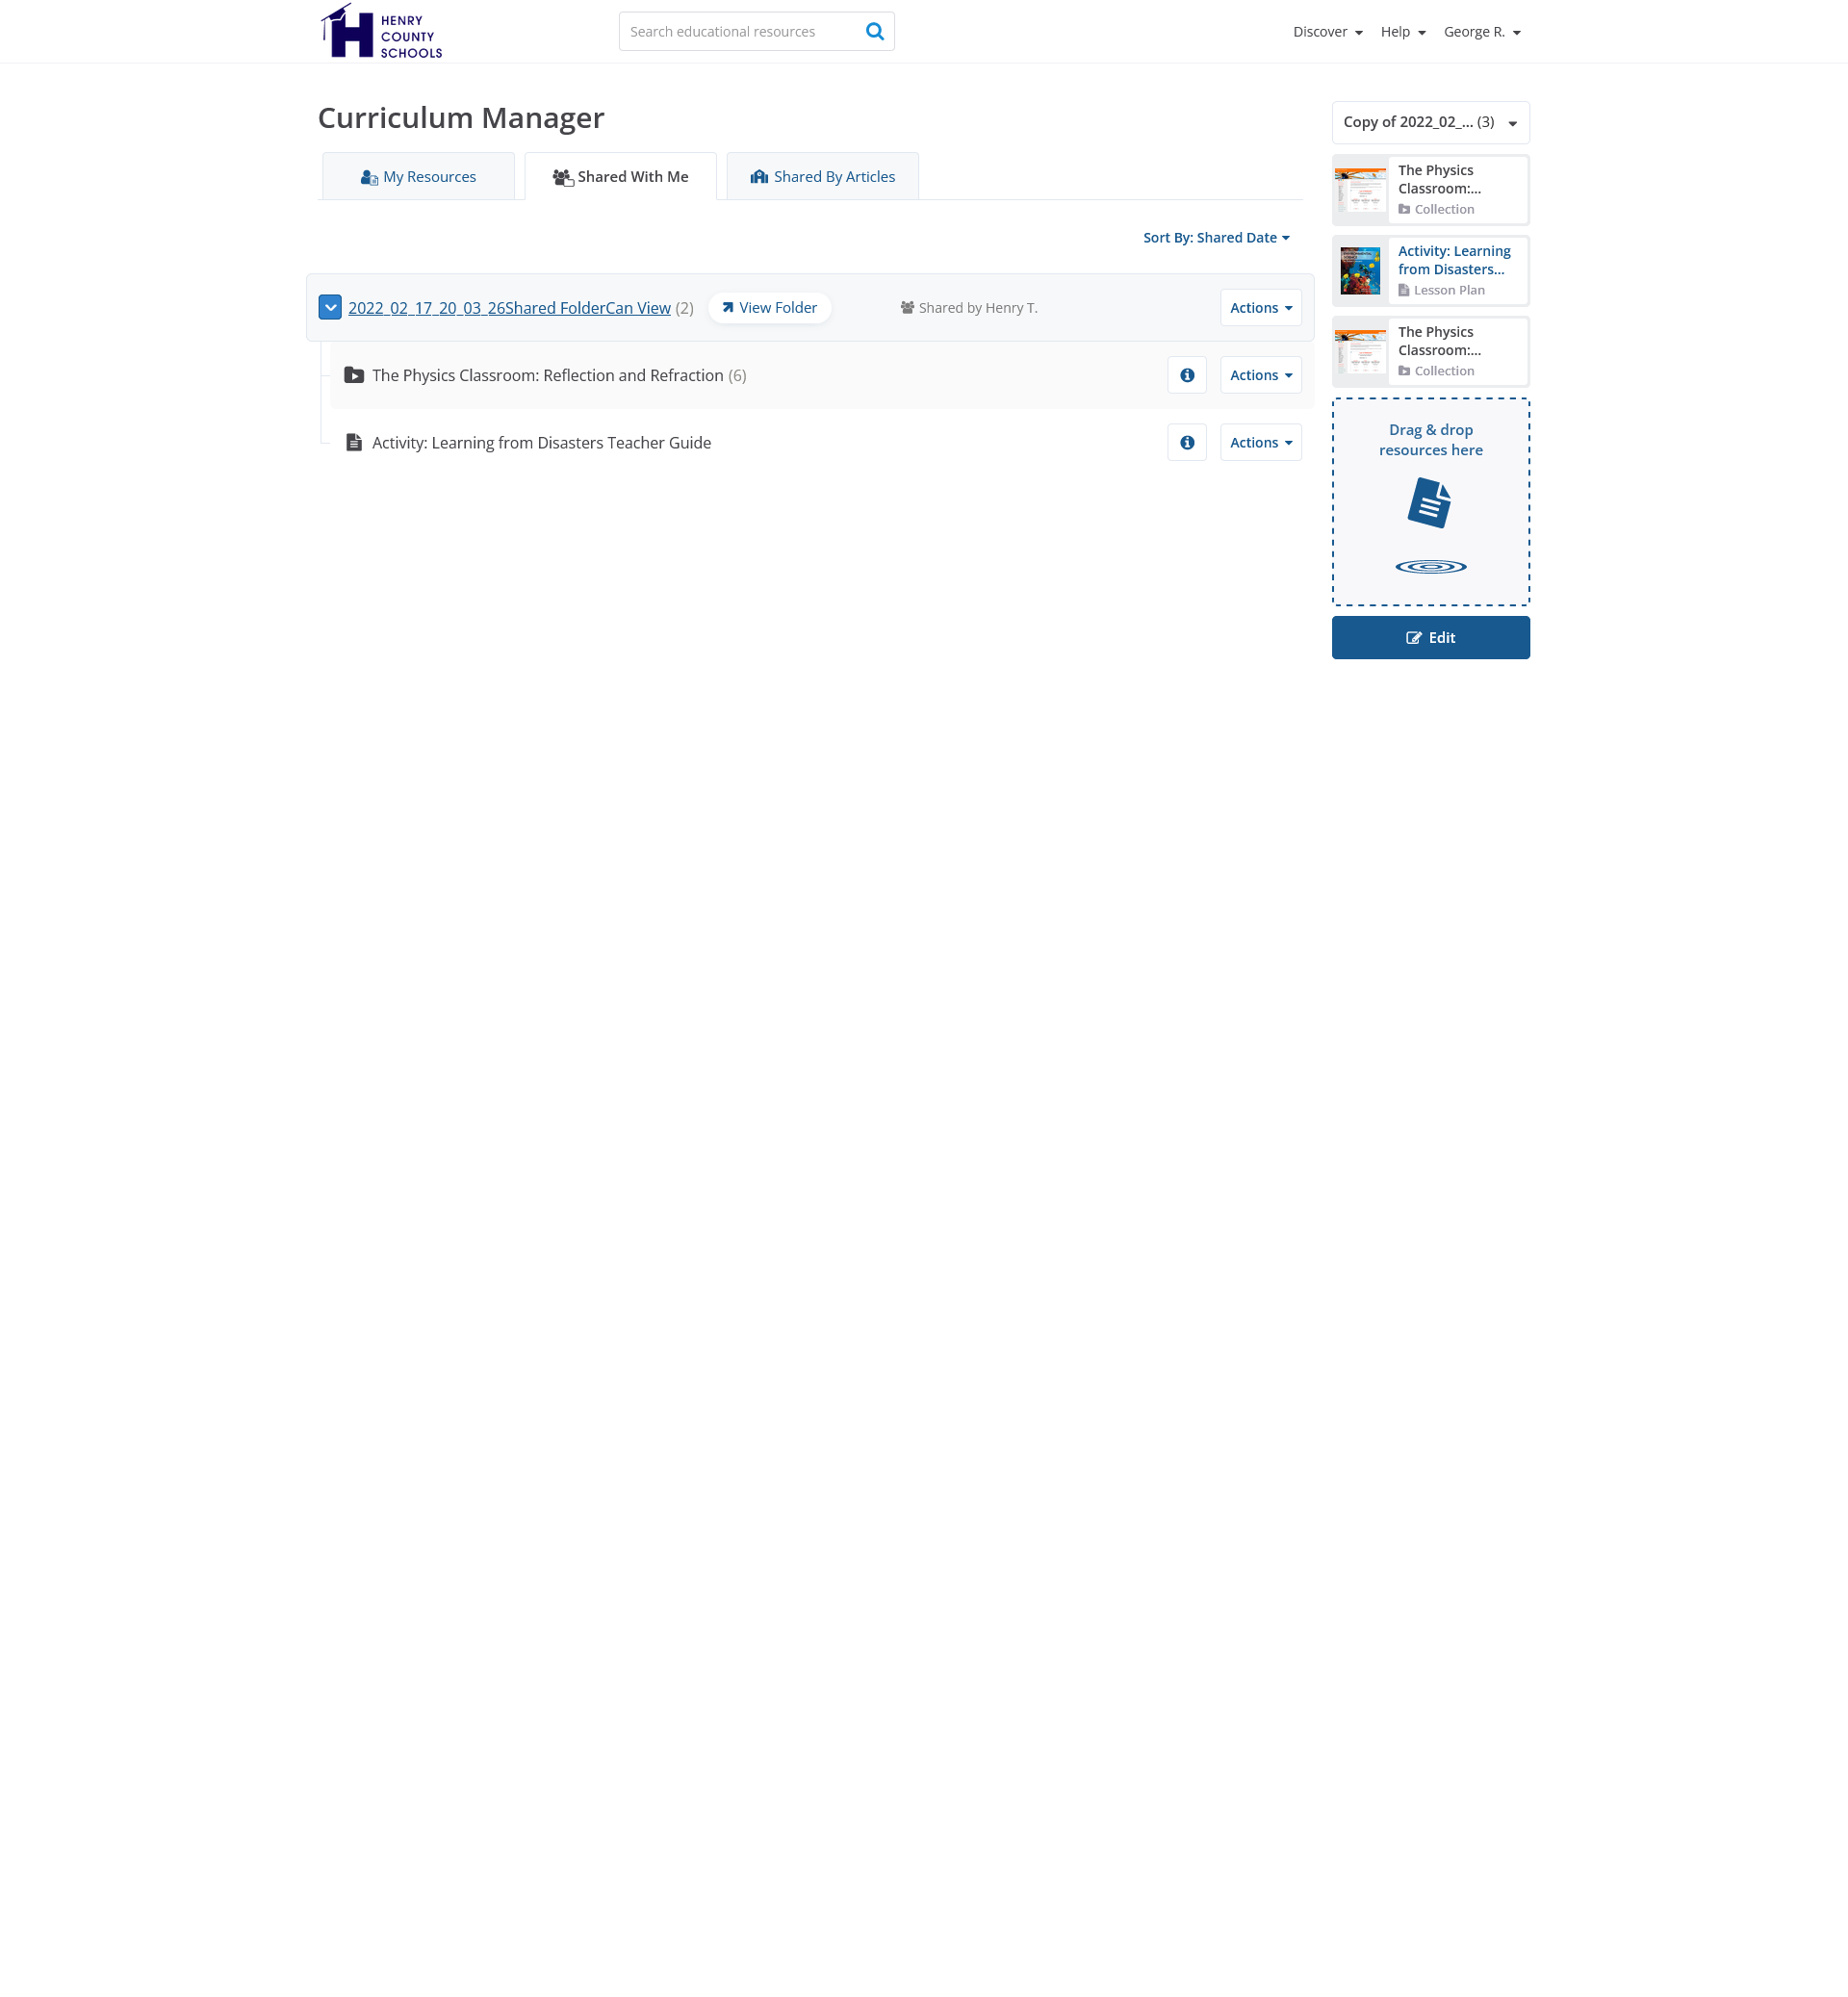 HENRY
COUNTY
SCHOOLS
Search educational resources
Discover
Help
George R.
Curriculum Manager
Copy of 2022_02_... (3)
My Resources
Shared With Me
Shared By Articles
The Physics
Classroom:...
Collection
Sort By: Shared Date
Activity: Learning
from Disasters...
Lesson Plan
2022_02_17_20_03_26Shared FolderCan View (2)
View Folder
Shared by Henry T.
Actions
The Physics
Classroom:...
Collection
The Physics Classroom: Reflection and Refraction (6)
Actions
Activity: Learning from Disasters Teacher Guide
Actions
Drag & drop
resources here
Edit